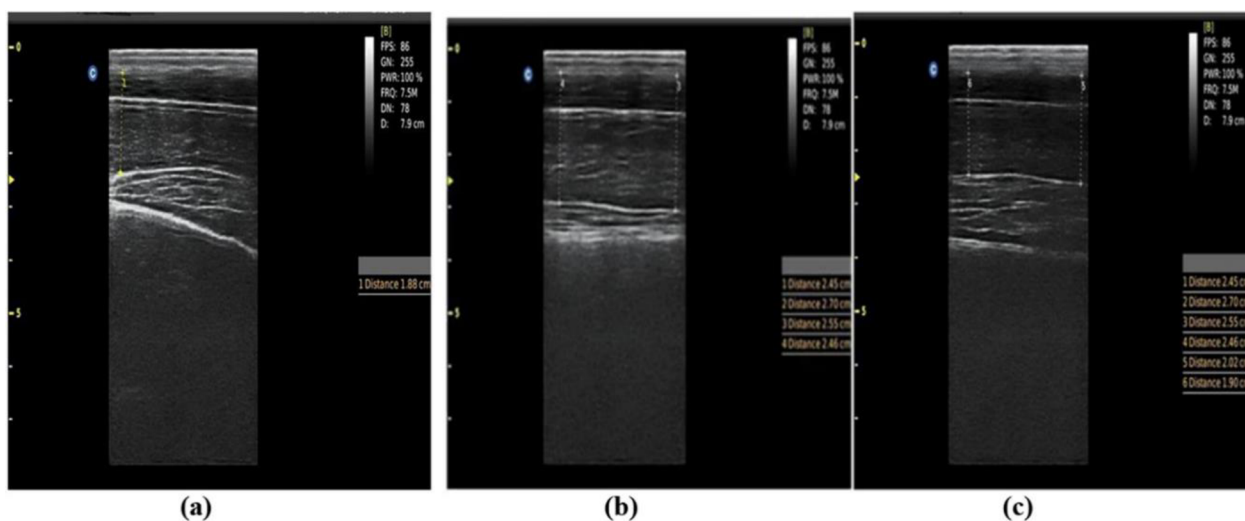 [B]
FPS: 86
GN: 255
PWR: 100 %
FRQ: 7.5M
DN: 78
D: 7.9 cm
0
C
1
5
1 Distance 1.88 cm
(a)
[B]
FPS: 86
GN: 255
PWR: 100 %
FRQ: 7.5M
DN: 78
D: 7.9 cm
0
C
4 3
5
1 Distance 2.45 cm
2 Distance 2.70 cm
3 Distance 2.55 cm
4 Distance 2.46 cm
(b)
[B]
FPS: 86
GN: 255
PWR: 100 %
FRQ: 7.5M
DN: 78
D: 7.9 cm
0
C
6 5
5
1 Distance 2.45 c
2 Distance 2.70 c
3 Distance 2.55 c
4 Distance 2.46 c
5 Distance 2.02 c
6 Distance 1.90 c
(c)